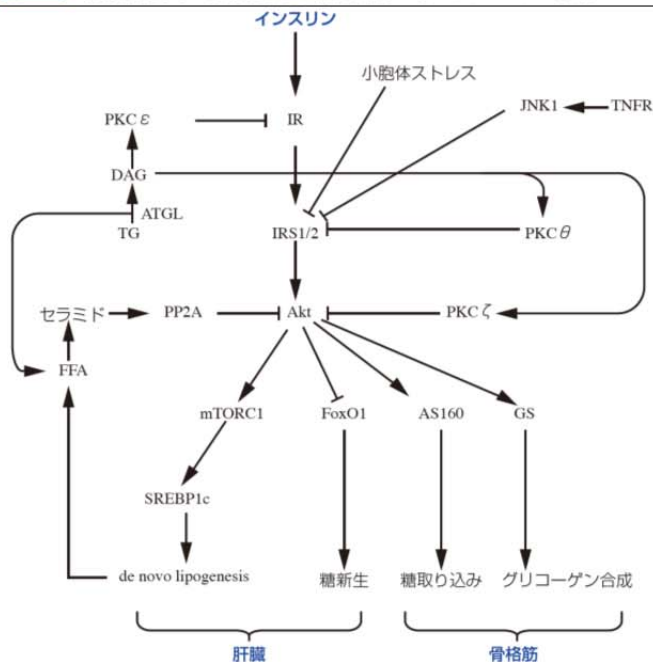 インスリン
小胞体ストレス
JNK1
TNFR
PKCε
IR
DAG
ATGL
TG
IRS1/2
PKCθ
セラミド
PP2A
Akt
PKCζ
FFA
mTORC1
FoxO1
AS160
GS
SREBP1c
de novo lipogenesis
糖新生
糖取り込み
グリコーゲン合成
肝臓
骨格筋